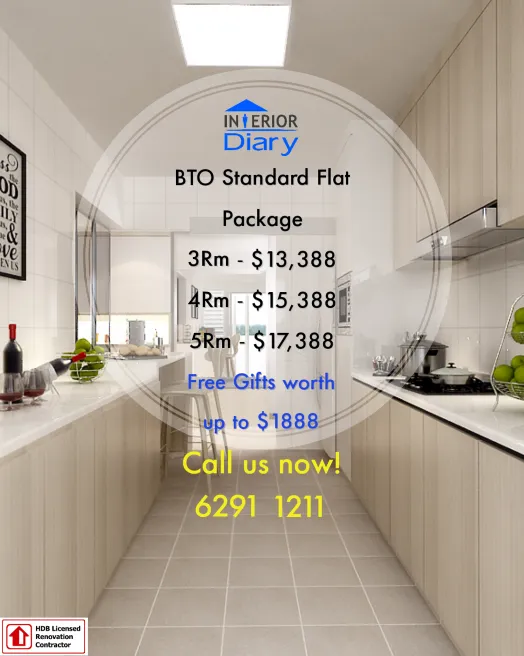 INTERIOR
Diary
BTO Standard Flat
Package
3Rm - $13,388
4Rm - $15,388
5Rm - $17,388
Free Gifts worth
up to $1888
Call us now!
6291 1211
HDB Licensed
Renovation
Contractor